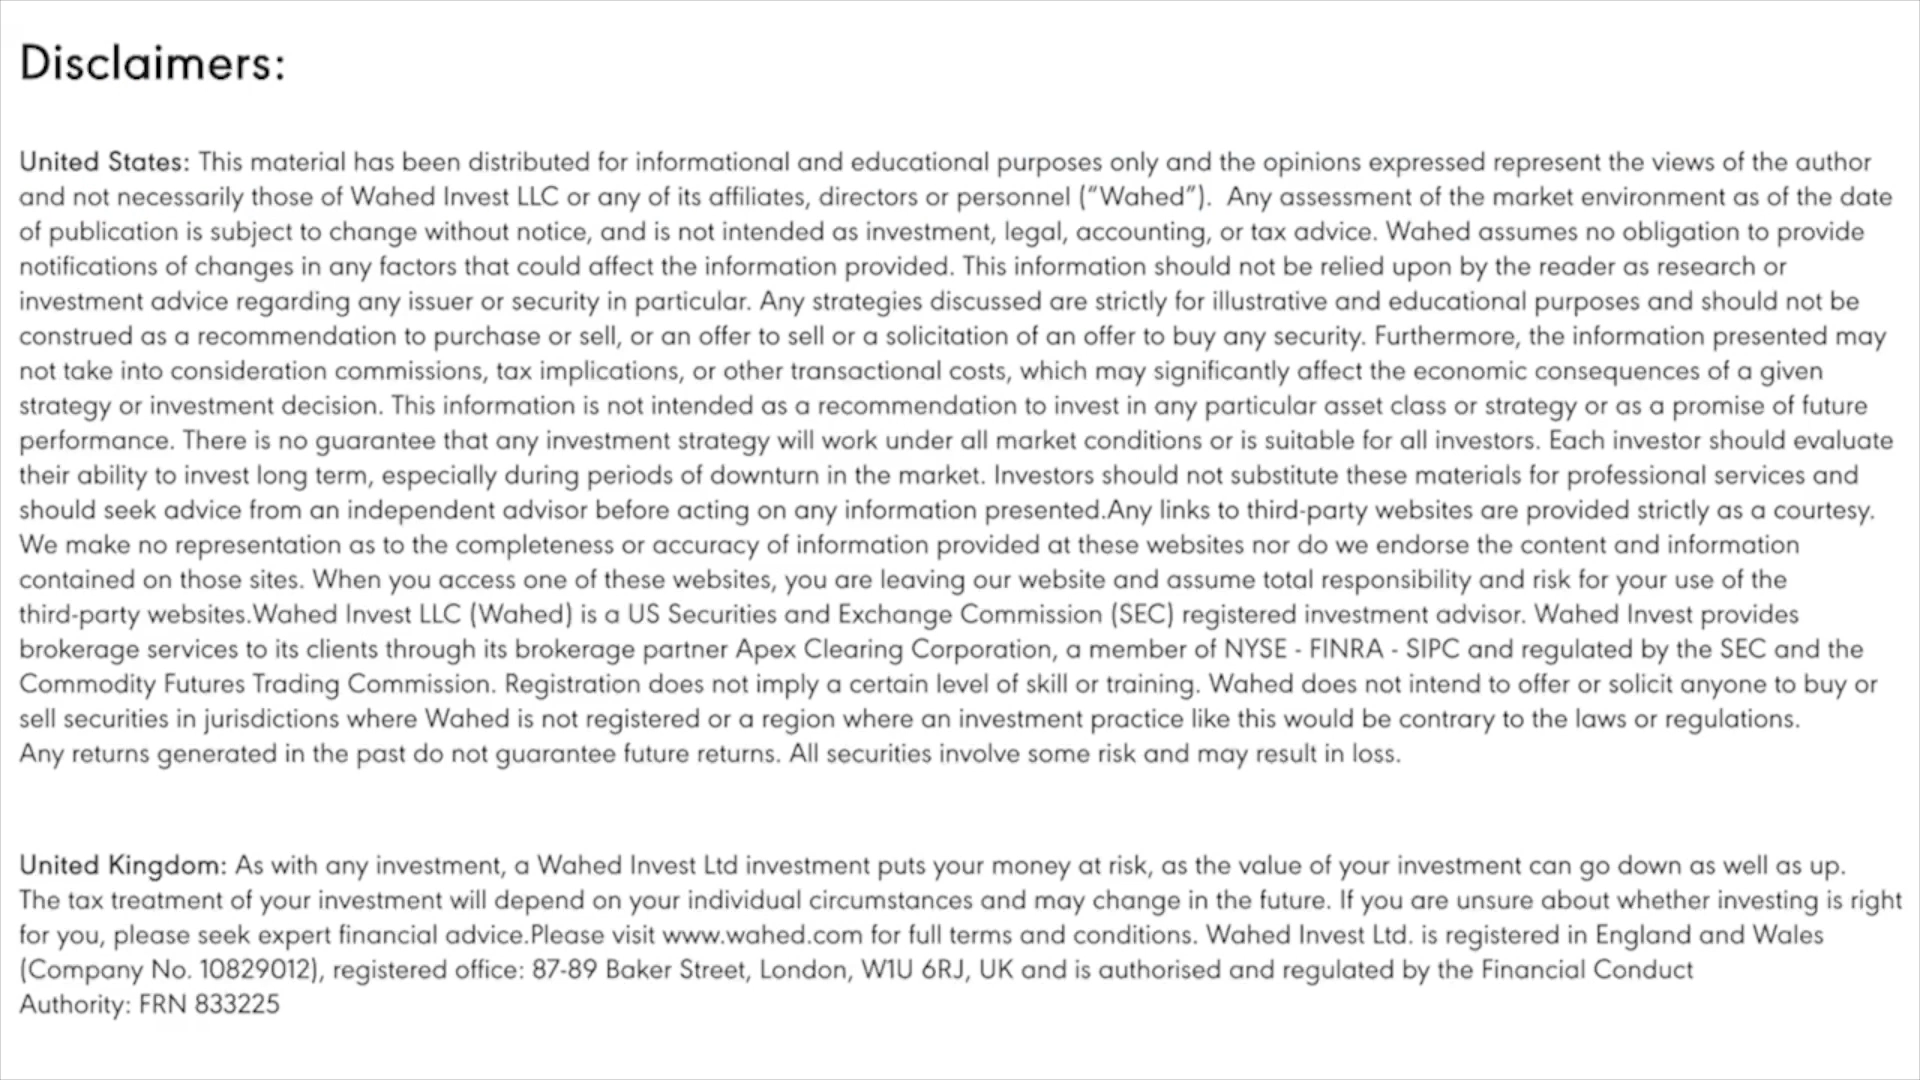 Disclaimers:
United States: This material has been distributed for informational and educational purposes only and the opinions expressed represent the views of the author
and not necessarily those of Wahed Invest LLC or any of its affiliates, directors or personnel (“Wahed”).  Any assessment of the market environment as of the date
of publication is subject to change without notice, and is not intended as investment, legal, accounting, or tax advice. Wahed assumes no obligation to provide
notifications of changes in any factors that could affect the information provided. This information should not be relied upon by the reader as research or
investment advice regarding any issuer or security in particular. Any strategies discussed are strictly for illustrative and educational purposes and should not be
construed as a recommendation to purchase or sell, or an offer to sell or a solicitation of an offer to buy any security. Furthermore, the information presented may
not take into consideration commissions, tax implications, or other transactional costs, which may significantly affect the economic consequences of a given
strategy or investment decision. This information is not intended as a recommendation to invest in any particular asset class or strategy or as a promise of future
performance. There is no guarantee that any investment strategy will work under all market conditions or is suitable for all investors. Each investor should evaluate
their ability to invest long term, especially during periods of downturn in the market. Investors should not substitute these materials for professional services and
should seek advice from an independent advisor before acting on any information presented.Any links to third-party websites are provided strictly as a courtesy.
We make no representation as to the completeness or accuracy of information provided at these websites nor do we endorse the content and information
contained on those sites. When you access one of these websites, you are leaving our website and assume total responsibility and risk for your use of the
third-party websites.Wahed Invest LLC (Wahed) is a US Securities and Exchange Commission (SEC) registered investment advisor. Wahed Invest provides
brokerage services to its clients through its brokerage partner Apex Clearing Corporation, a member of NYSE - FINRA - SIPC and regulated by the SEC and the
Commodity Futures Trading Commission. Registration does not imply a certain level of skill or training. Wahed does not intend to offer or solicit anyone to buy or
sell securities in jurisdictions where Wahed is not registered or a region where an investment practice like this would be contrary to the laws or regulations.
Any returns generated in the past do not guarantee future returns. All securities involve some risk and may result in loss.
United Kingdom: As with any investment, a Wahed Invest Ltd investment puts your money at risk, as the value of your investment can go down as well as up.
The tax treatment of your investment will depend on your individual circumstances and may change in the future. If you are unsure about whether investing is right
for you, please seek expert financial advice.Please visit www.wahed.com for full terms and conditions. Wahed Invest Ltd. is registered in England and Wales
(Company No. 10829012), registered office: 87-89 Baker Street, London, W1U 6RJ, UK and is authorised and regulated by the Financial Conduct
Authority: FRN 833225